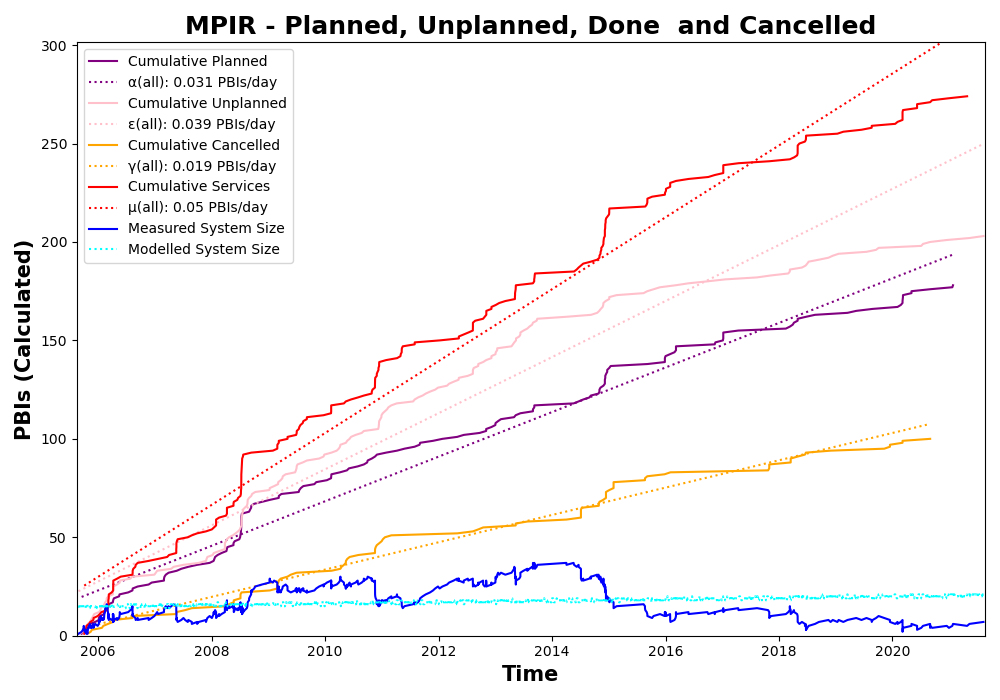 MPIR - Planned, Unplanned, Done  and Cancelled
PBIs (Calculated)
300
250
200
150
100
50
0
Cumulative Planned
α(all): 0.031 PBIs/day
Cumulative Unplanned
ε(all): 0.039 PBIs/day
Cumulative Cancelled
γ(all): 0.019 PBIs/day
Cumulative Services
μ(all): 0.05 PBIs/day
Measured System Size
Modelled System Size
2006 2008 2010 2012 2014 2016 2018 2020
Time